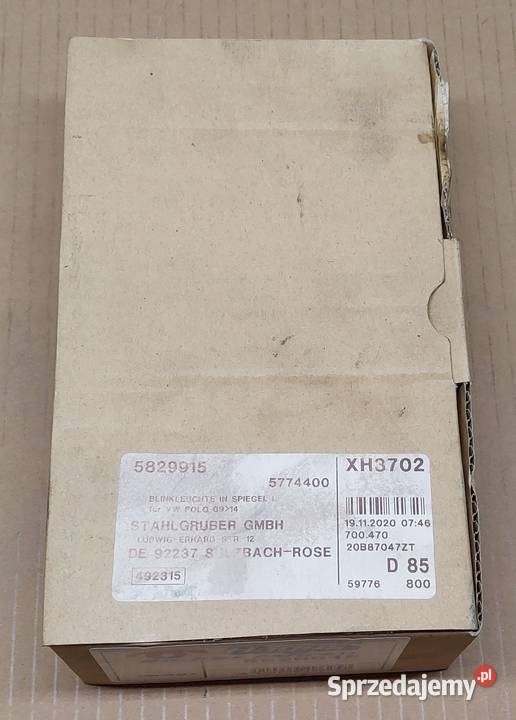 5829915
5774400
BLINKLEUCHTE IN SPIEGEL L
für VW POLO 09>14
STAHLGRUBER GMBH
LUDWIG-ERHARD STR 12
DE 92237 SULZBACH-ROSE
492315
XH3702
19.11.2020 07:46
700.470
20B87047ZT
D 85
59776 800
Sprzedajemy.pl